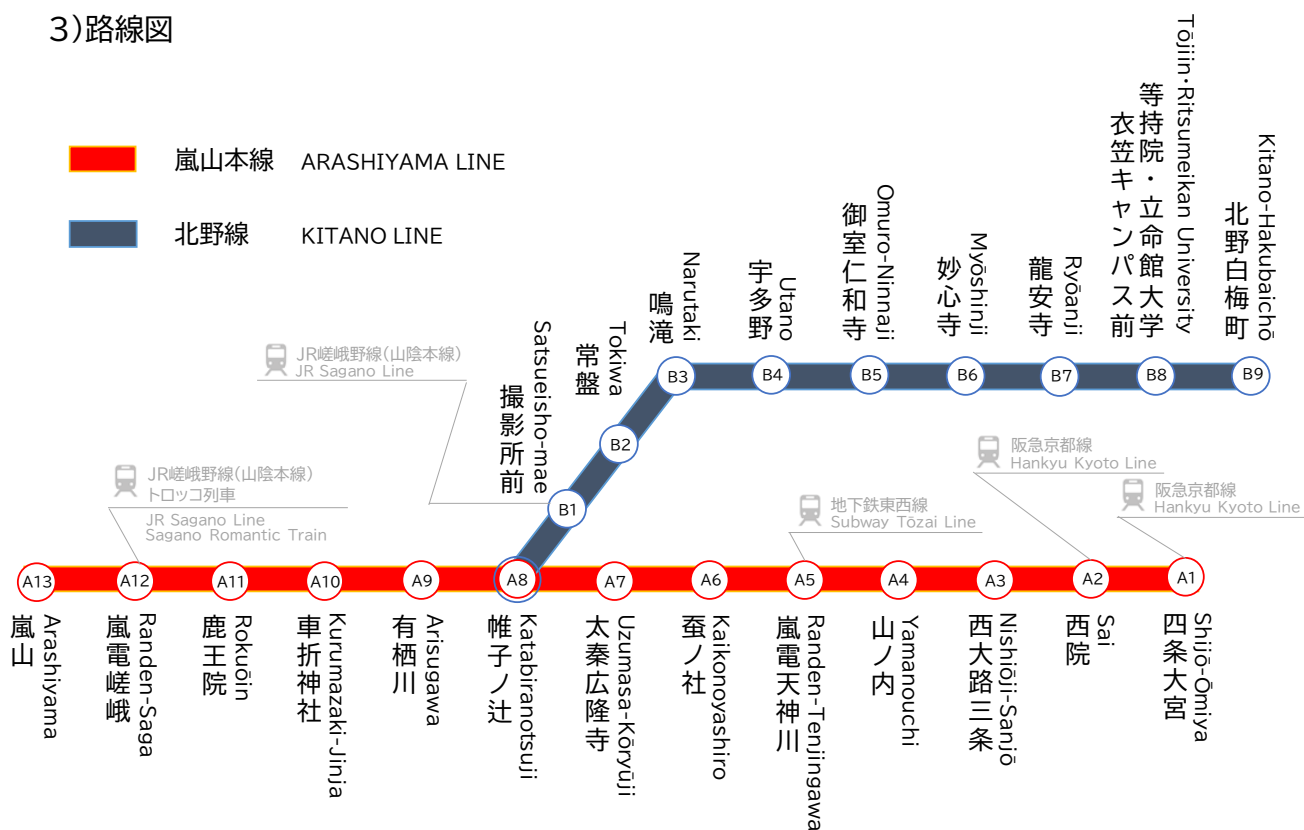 3)路線図
嵐山本線 ARASHIYAMA LINE
北野線 KITANO LINE
JR嵯峨野線(山陰本線)
JR Sagano Line
JR嵯峨野線(山陰本線)
トロッコ列車
JR Sagano Line
Sagano Romantic Train
地下鉄東西線
Subway Tōzai Line
阪急京都線
Hankyu Kyoto Line
阪急京都線
Hankyu Kyoto Line
撮影所前
Satsueisho-mae
常盤
Tokiwa
鳴滝
Narutaki
宇多野
Utano
御室仁和寺
Omuro-Ninnaji
妙心寺
Myōshinji
龍安寺
Ryōanji
等持院・立命館大学
衣笠キャンパス前
Tōjiin・Ritsumeikan University
北野白梅町
Kitano-Hakubaichō
B1
B2
B3
B4
B5
B6
B7
B8
B9
A13
A12
A11
A10
A9
A8
A7
A6
A5
A4
A3
A2
A1
嵐山
Arashiyama
嵐電嵯峨
Randen-Saga
鹿王院
Rokuōin
車折神社
Kurumazaki-Jinja
有栖川
Arisugawa
帷子ノ辻
Katabiranotsuji
太秦広隆寺
Uzumasa-Kōryūji
蚕ノ社
Kaikonoyashiro
嵐電天神川
Randen-Tenjingawa
山ノ内
Yamanouchi
西大路三条
Nishiōji-Sanjō
西院
Sai
四条大宮
Shijō-Ōmiya